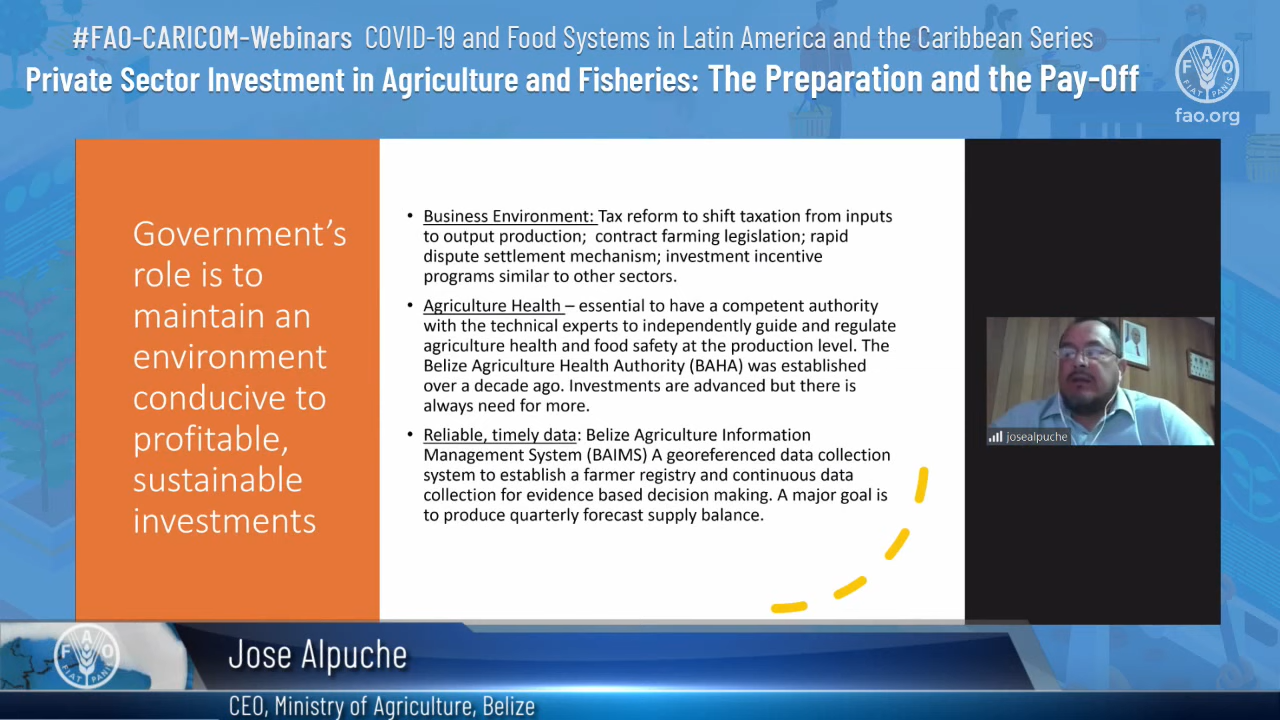 #FAO-CARICOM-Webinars COVID-19 and Food Systems in Latin America and the Caribbean Series
Private Sector Investment in Agriculture and Fisheries: The Preparation and the Pay-Off
F A O
FIAT PANIS
fao.org
Government's
role is to
maintain an
environment
conducive to
profitable,
sustainable
investments
• Business Environment: Tax reform to shift taxation from inputs
to output production; contract farming legislation; rapid
dispute settlement mechanism; investment incentive
programs similar to other sectors.
• Agriculture Health – essential to have a competent authority
with the technical experts to independently guide and regulate
agriculture health and food safety at the production level. The
Belize Agriculture Health Authority (BAHA) was established
over a decade ago. Investments are advanced but there is
always need for more.
• Reliable, timely data: Belize Agriculture Information
Management System (BAIMS) A georeferenced data collection
system to establish a farmer registry and continuous data
collection for evidence based decision making. A major goal is
to produce quarterly forecast supply balance.
josealpuche
F A O
FIAT PANIS
Jose Alpuche
CEO, Ministry of Agriculture, Belize